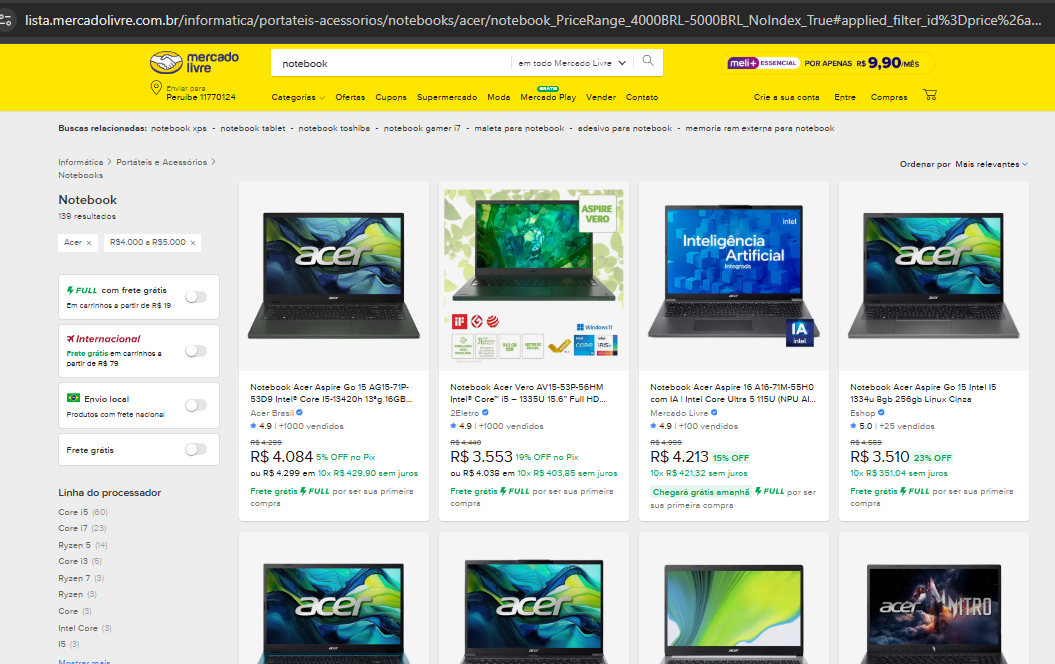 lista.mercadolivre.com.br/informatica/portateis-acessorios/notebooks/acer/notebook_PriceRange_4000BRL-5000BRL_NoIndex_True#applied_filter_id%3Dprice%26a...
mercado
livre
notebook
em todo Mercado Livre
meli+ ESSENCIAL POR APENAS R$ 9,90/MÊS
Enviar para
Peruíbe 11770124
Categorias Ofertas Cupons Supermercado Moda Mercado Play Vender Contato
GRÁTIS
Crie a sua conta Entre Compras
Buscas relacionadas: notebook xps - notebook tablet - notebook toshiba - notebook gamer i7 - maleta para notebook - adesivo para notebook - memoria ram externa para notebook
Informática > Portáteis e Acessórios >
Notebooks
Ordenar por Mais relevantes
Notebook
139 resultados
Acer × R$4.000 a R$5.000 ×
FULL com frete grátis
Em carrinhos a partir de R$ 19
Internacional
Frete grátis em carrinhos a
partir de R$ 79
Envio local
Produtos com frete nacional
Frete grátis
Linha do processador
Core i5 (60)
Core i7 (23)
Ryzen 5 (14)
Core i3 (5)
Ryzen 7 (3)
Ryzen (3)
Core (3)
Intel Core (3)
I5 (3)
Mostrar mais
acer
Notebook Acer Aspire Go 15 AG15-71P-
53D9 Intel® Core I5-13420h 13ªg 16GB...
Acer Brasil
4.9 | +1000 vendidos
R$ 4.299
R$ 4.084 5% OFF no Pix
ou R$ 4.299 em 10x R$ 429,90 sem juros
Frete grátis FULL por ser sua primeira
compra
ASPIRE
VERO
iF
Windows 11
intel
CORE
intel
iRIS
Notebook Acer Vero AV15-53P-56HM
Intel® Core™ i5 – 1335U 15.6” Full HD...
2Eletro
4.9 | +1000 vendidos
R$ 4.440
R$ 3.553 19% OFF no Pix
ou R$ 4.038 em 10x R$ 403,85 sem juros
Frete grátis FULL por ser sua primeira
compra
intel
Inteligência
Artificial
Integrada
acer
IA
intel
Notebook Acer Aspire 16 A16-71M-55H0
com IA | Intel Core Ultra 5 115U (NPU AI...
Mercado Livre
4.9 | +100 vendidos
R$ 4.999
R$ 4.213 15% OFF
10x R$ 421,32 sem juros
Chegará grátis amanhã FULL por ser
sua primeira compra
acer
Notebook Acer Aspire Go 15 Intel I5
1334u 8gb 256gb Linux Cinza
Eshop
5.0 | +25 vendidos
R$ 4.559
R$ 3.510 23% OFF
10x R$ 351,04 sem juros
Frete grátis FULL por ser sua primeira
compra
acer
acer
acer NITRO